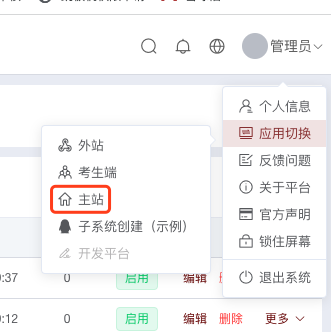 管理员
个人信息
应用切换
反馈问题
关于平台
官方声明
锁住屏幕
退出系统
外站
考生端
主站
子系统创建（示例）
开发平台
0:37 0 启用 编辑
0:12 0 启用 编辑 删除 更多